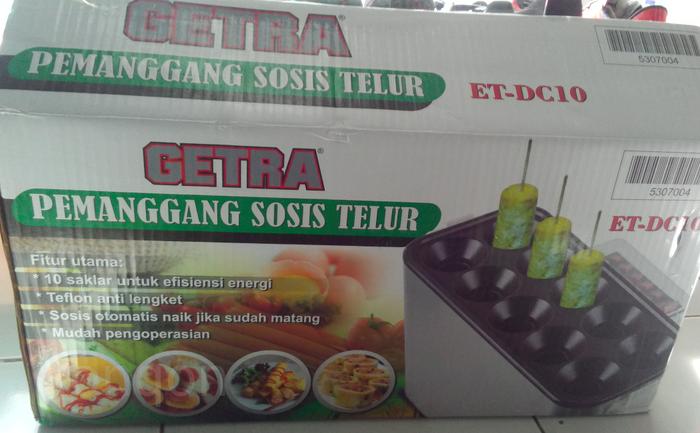 GETRA®
PEMANGGANG SOSIS TELUR
ET-DC10
5307004
GETRA®
PEMANGGANG SOSIS TELUR
5307004
ET-DC10
Fitur utama:
* 10 saklar untuk efisiensi energi
* Teflon anti lengket
* Sosis otomatis naik jika sudah matang
* Mudah pengoperasian